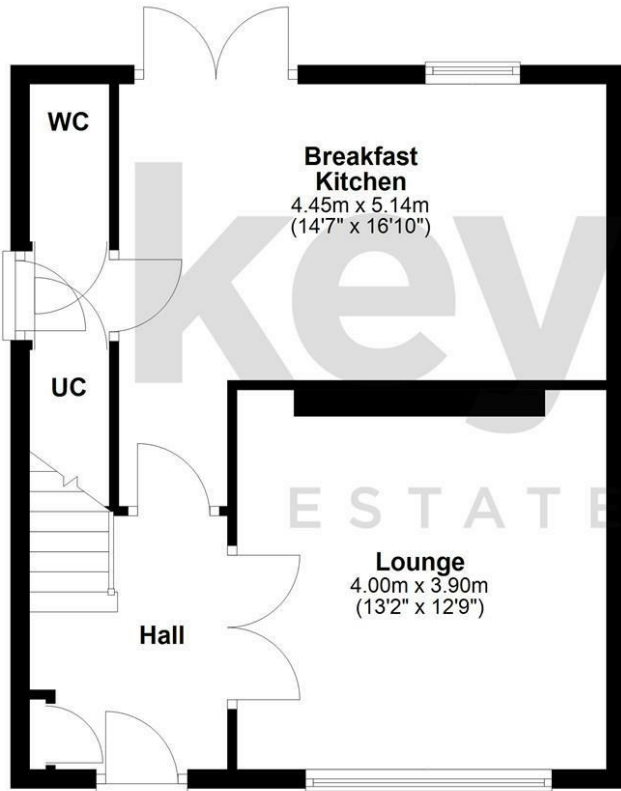 WC
Breakfast
Kitchen
4.45m x 5.14m
(14'7" x 16'10")
key
UC
ESTATE
Lounge
4.00m x 3.90m
(13'2" x 12'9")
Hall